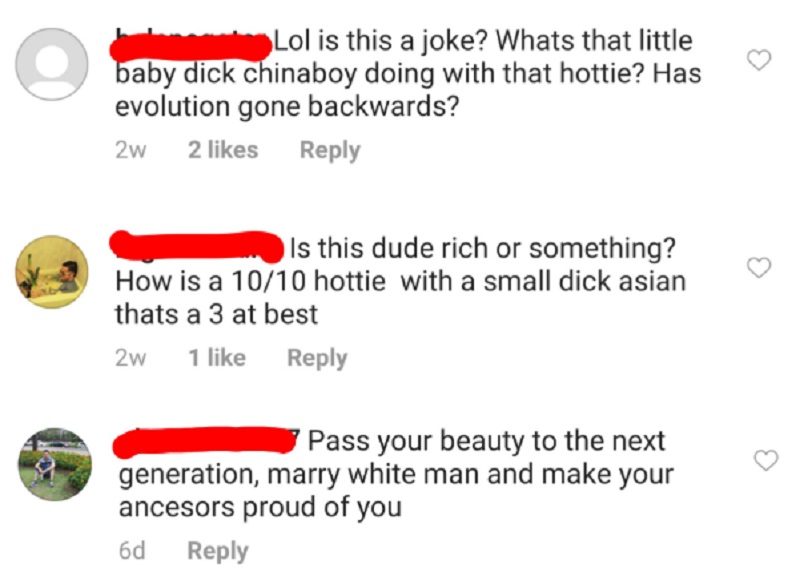 Lol is this a joke? Whats that little
baby dick chinaboy doing with that hottie? Has
evolution gone backwards?
2w 2 likes Reply
Is this dude rich or something?
How is a 10/10 hottie with a small dick asian
thats a 3 at best
2w 1 like Reply
7 Pass your beauty to the next
generation, marry white man and make your
ancesors proud of you
6d Reply